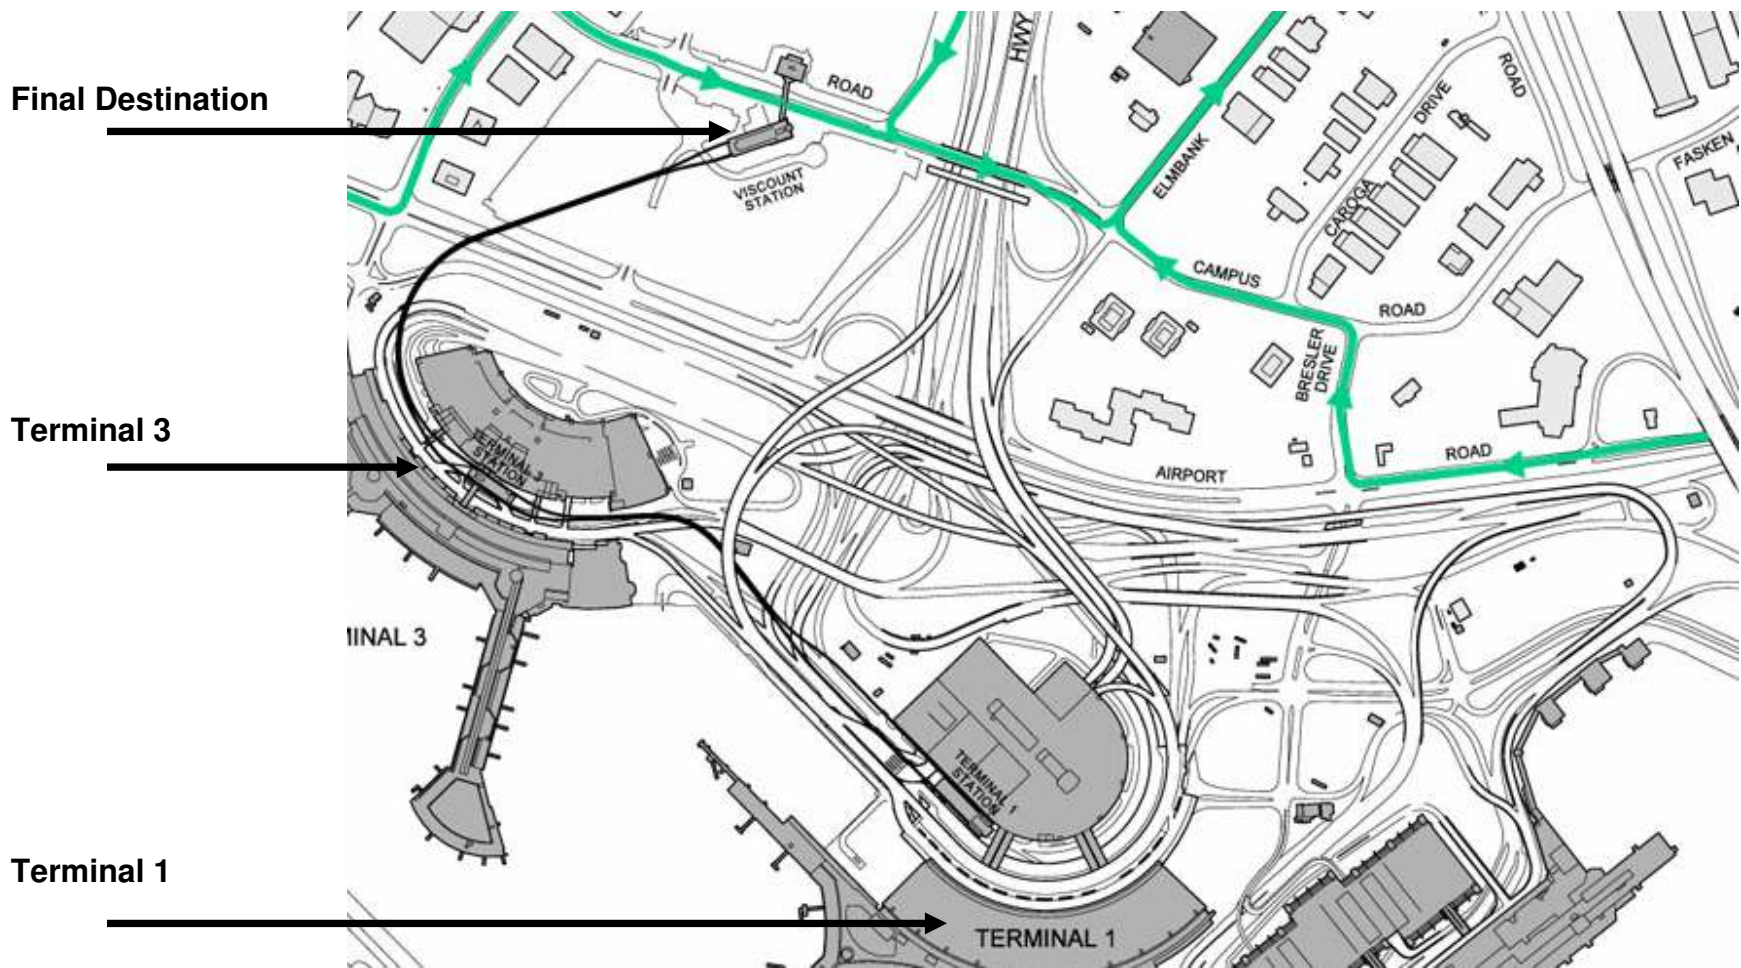 Final Destination
Terminal 3
Terminal 1
HWY
ROAD
VISCOUNT
STATION
ELMBANK
DRIVE
ROAD
CAROGA
FASKEN
CAMPUS
ROAD
BRESLER
DRIVE
ROAD
AIRPORT
TERMINAL 3
STATION
MINAL 3
TERMINAL 1
STATION
TERMINAL 1